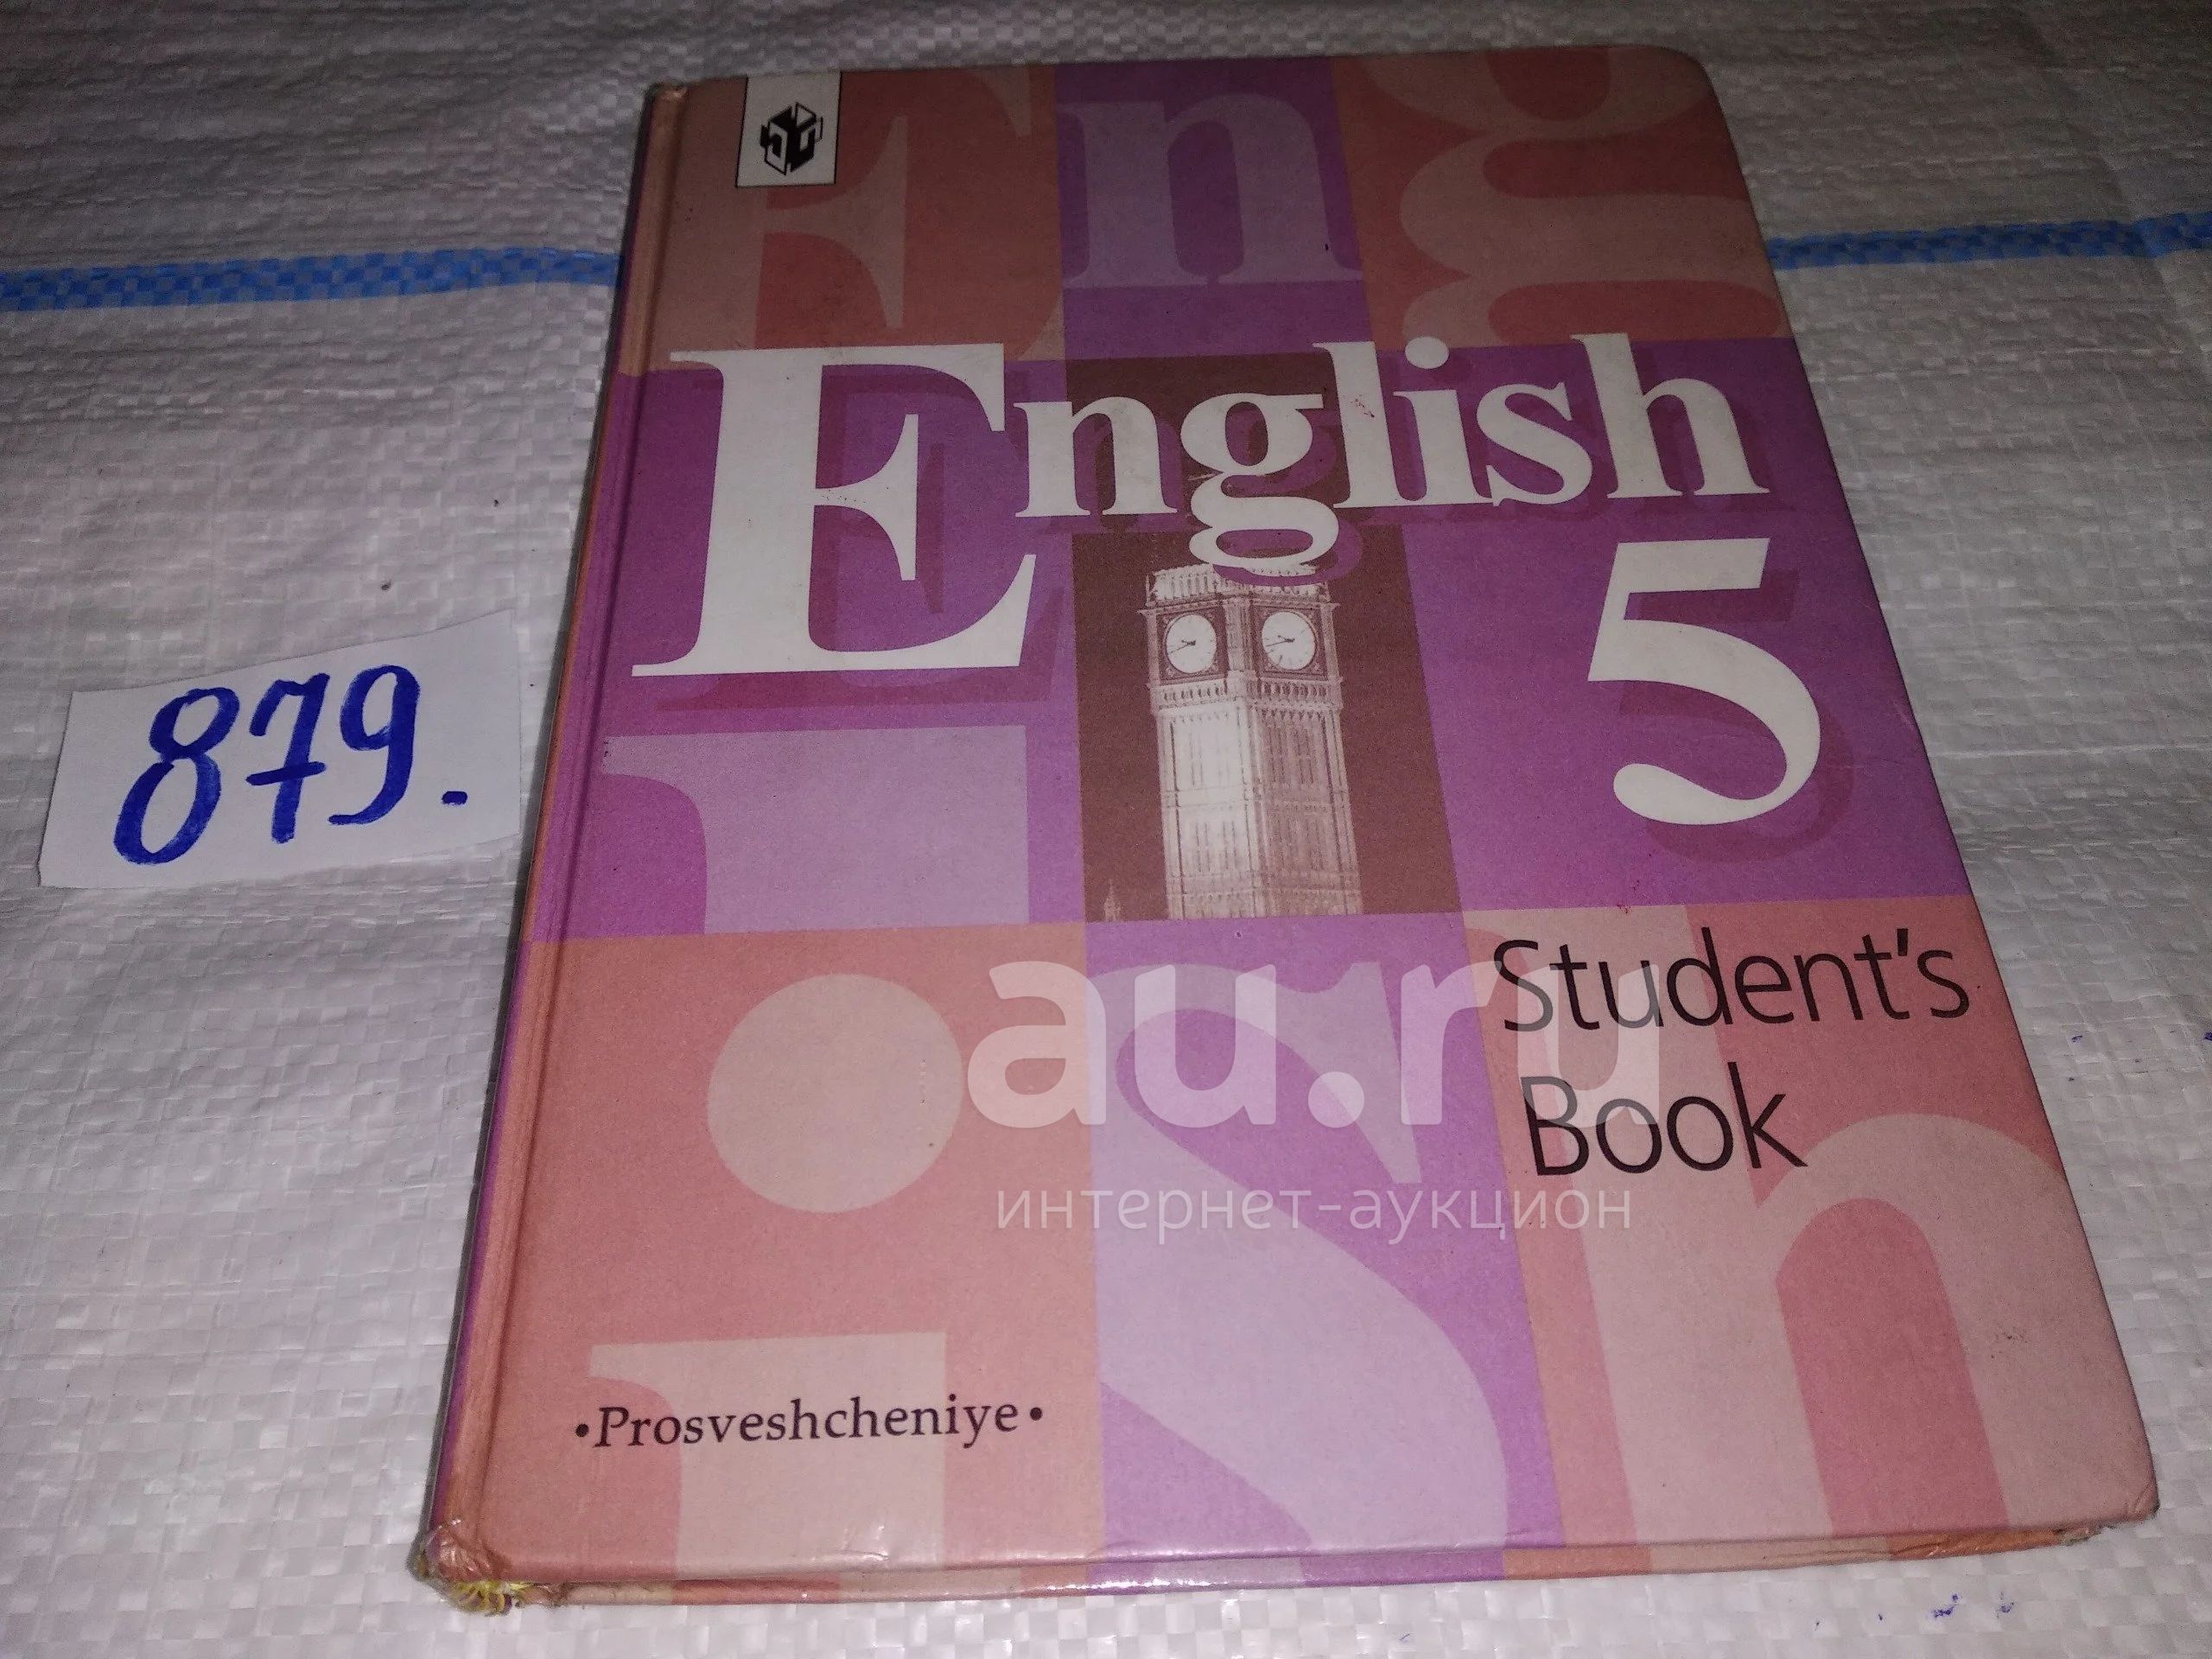 English
5
879.
Student's
Book
au.ru
интернет-аукцион
•Prosveshcheniye•